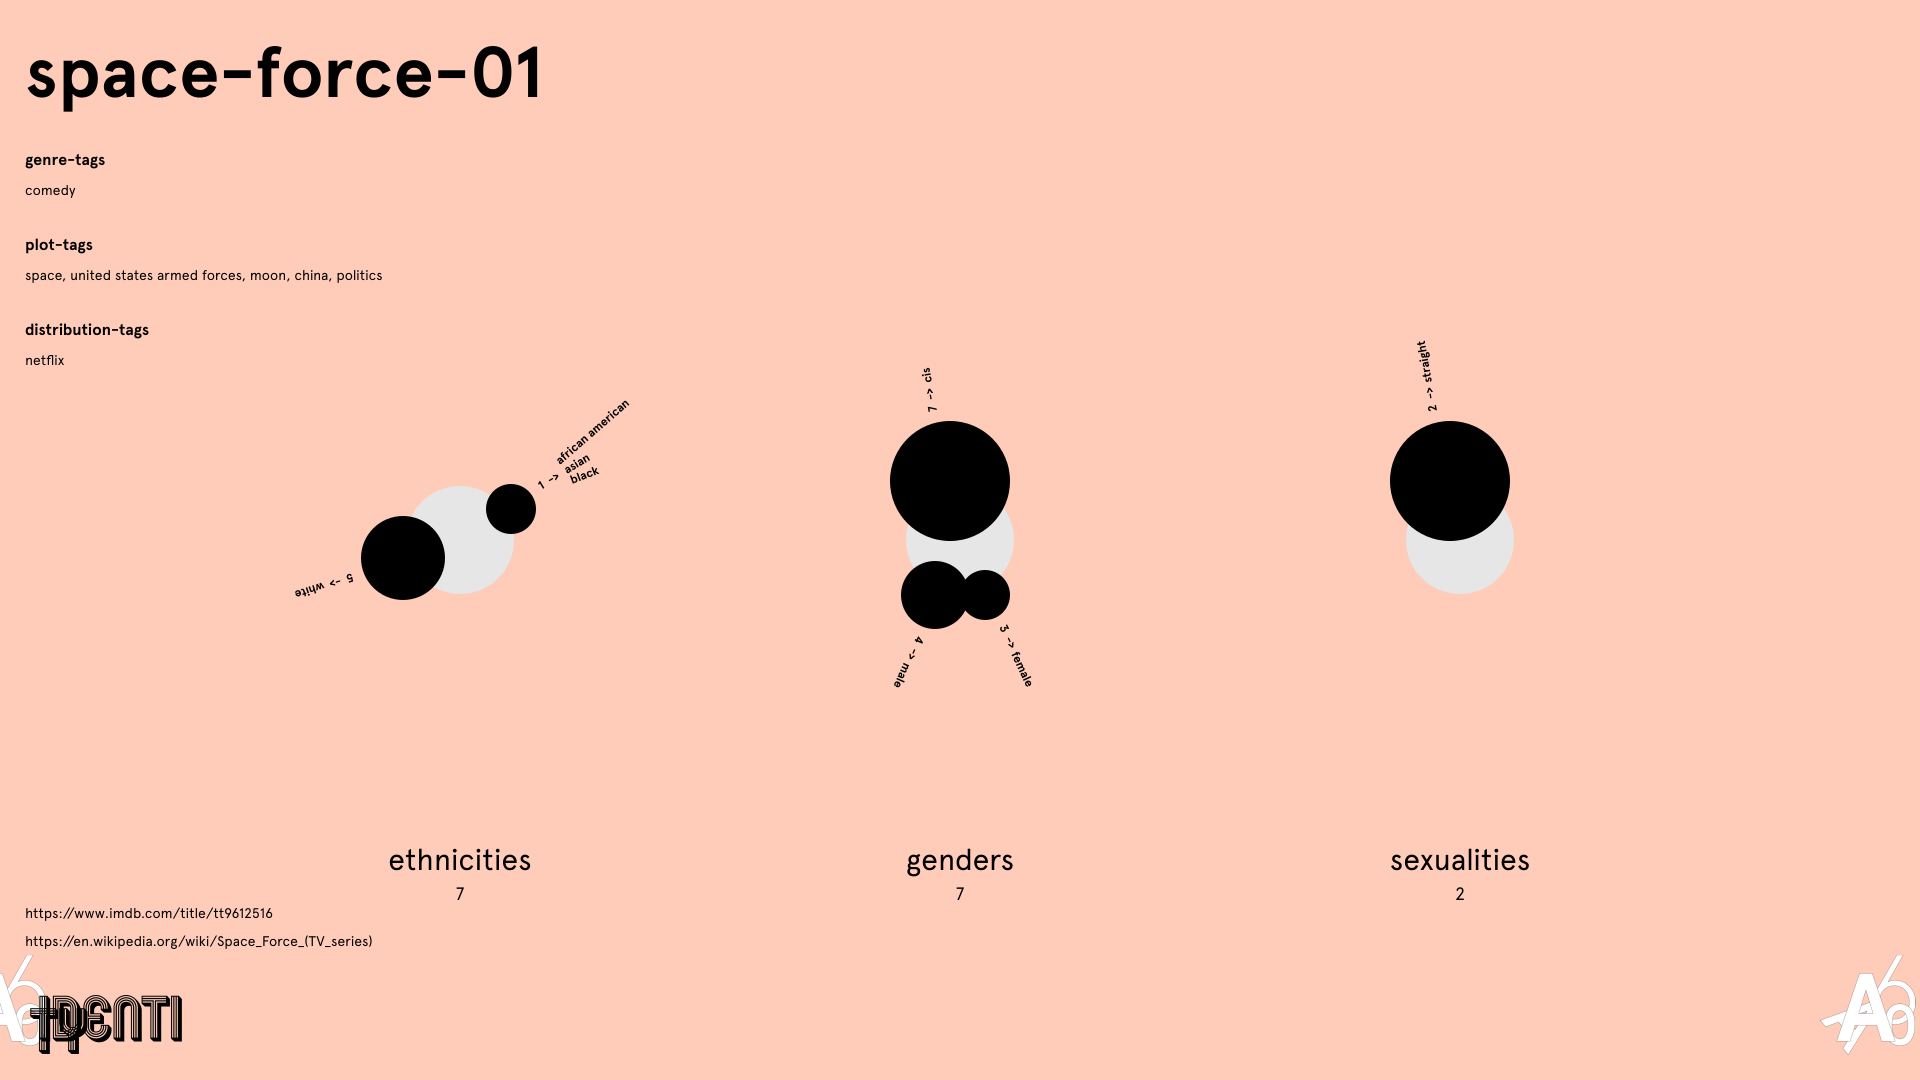 space-force-01
genre-tags
comedy
plot-tags
space, united states armed forces, moon, china, politics
distribution-tags
netflix
5 -> white
1 -> african american
asian
black
7 -> cis
4 -> male
3 -> female
2 -> straight
ethnicities
7
genders
7
sexualities
2
https://www.imdb.com/title/tt9612516
https://en.wikipedia.org/wiki/Space_Force_(TV_series)
IDENTI